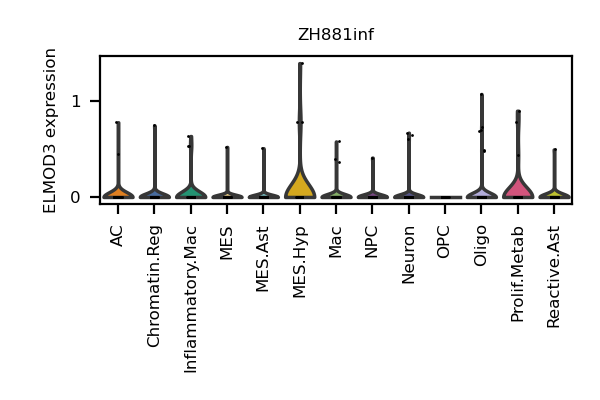 ZH881inf
ELMOD3 expression
1
0
AC
Chromatin.Reg
Inflammatory.Mac
MES
MES.Ast
MES.Hyp
Mac
NPC
Neuron
OPC
Oligo
Prolif.Metab
Reactive.Ast